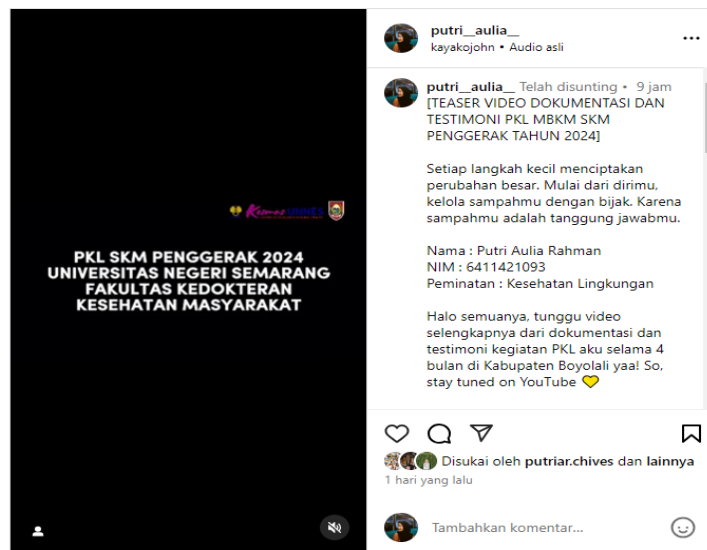 Kesmas UNNES
PKL SKM PENGGERAK 2024
UNIVERSITAS NEGERI SEMARANG
FAKULTAS KEDOKTERAN
KESEHATAN MASYARAKAT
putri__aulia__
kayakojohn • Audio asli
putri__aulia__ Telah disunting • 9 jam
[TEASER VIDEO DOKUMENTASI DAN
TESTIMONI PKL MBKM SKM
PENGGERAK TAHUN 2024]
Setiap langkah kecil menciptakan
perubahan besar. Mulai dari dirimu,
kelola sampahmu dengan bijak. Karena
sampahmu adalah tanggung jawabmu.
Nama : Putri Aulia Rahman
NIM : 6411421093
Peminatan : Kesehatan Lingkungan
Halo semuanya, tunggu video
selengkapnya dari dokumentasi dan
testimoni kegiatan PKL aku selama 4
bulan di Kabupaten Boyolali yaa! So,
stay tuned on YouTube 💛
Disukai oleh putriar.chives dan lainnya
1 hari yang lalu
Tambahkan komentar...